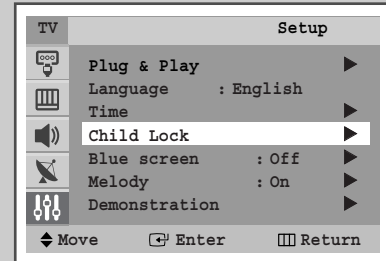 TV Setup
Plug & Play
Language : English
Time
Child Lock
Blue screen : Off
Melody : On
Demonstration
Move Enter Return